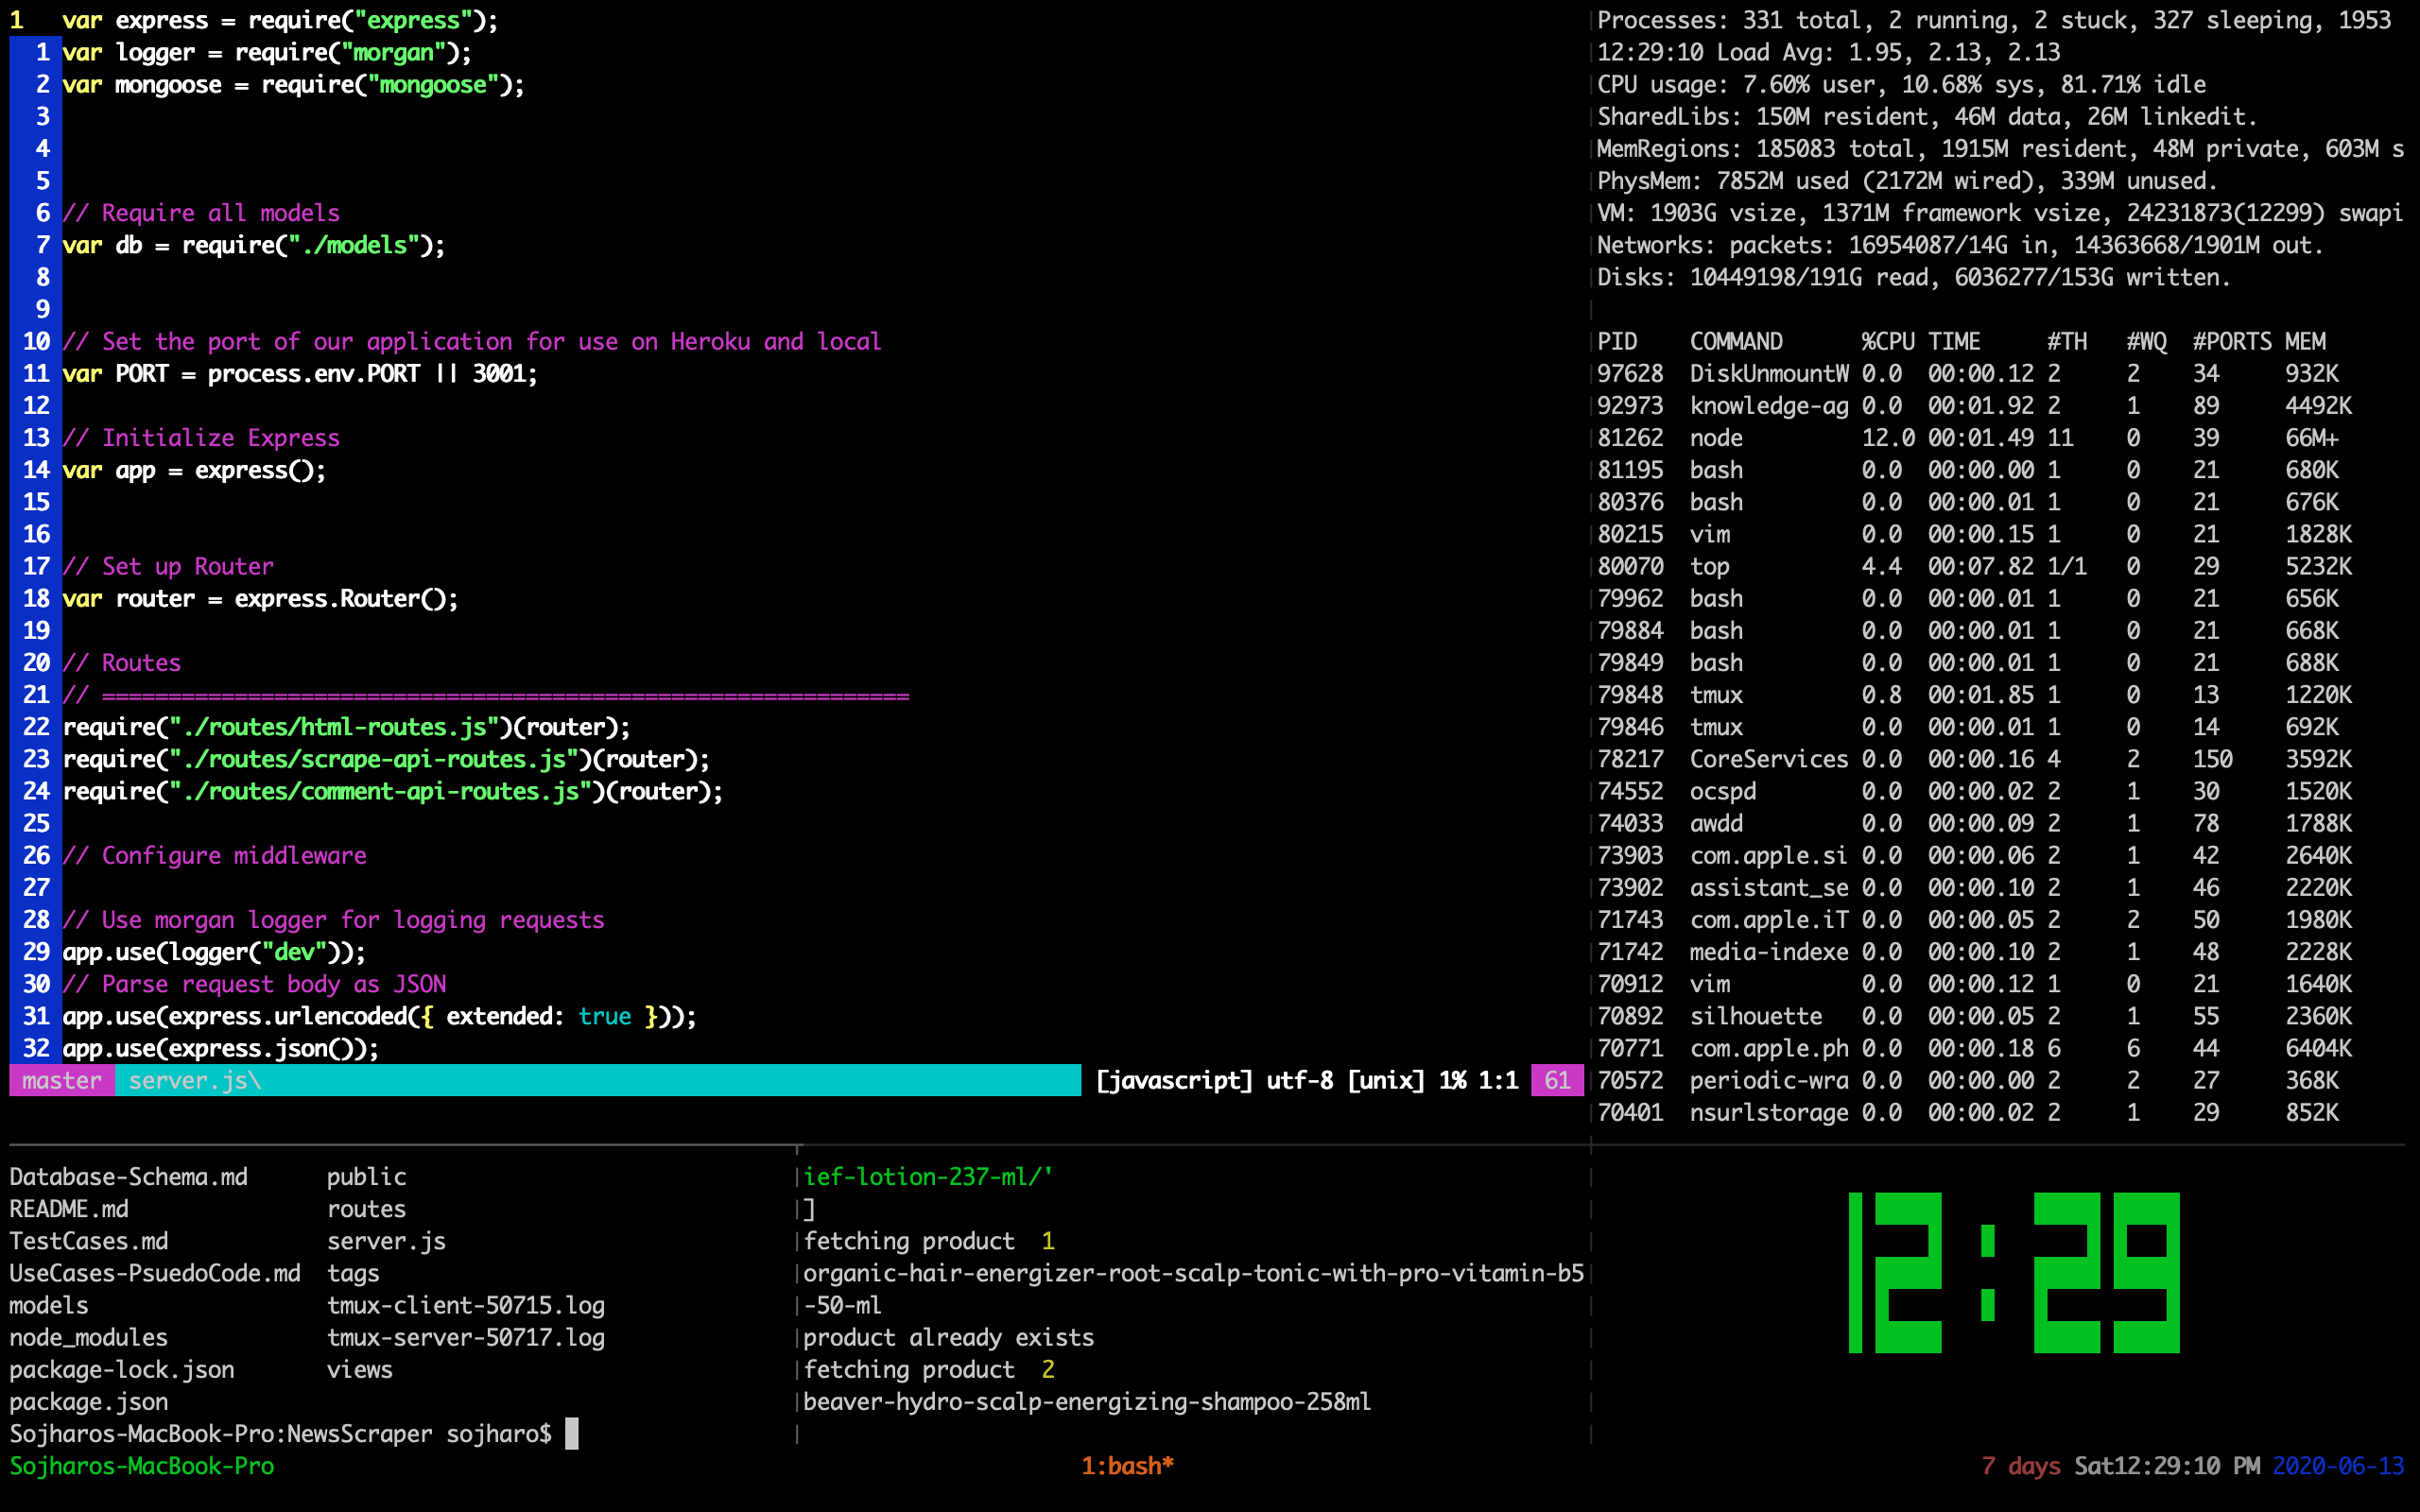 1   var express = require("express");
  1 var logger = require("morgan");
  2 var mongoose = require("mongoose");
  3
  4
  5
  6 // Require all models
  7 var db = require("./models");
  8
  9
 10 // Set the port of our application for use on Heroku and local
 11 var PORT = process.env.PORT || 3001;
 12
 13 // Initialize Express
 14 var app = express();
 15
 16
 17 // Set up Router
 18 var router = express.Router();
 19
 20 // Routes
 21 // =============================================================
 22 require("./routes/html-routes.js")(router);
 23 require("./routes/scrape-api-routes.js")(router);
 24 require("./routes/comment-api-routes.js")(router);
 25
 26 // Configure middleware
 27
 28 // Use morgan logger for logging requests
 29 app.use(logger("dev"));
 30 // Parse request body as JSON
 31 app.use(express.urlencoded({ extended: true }));
 32 app.use(express.json());
master server.js\ [javascript] utf-8 [unix] 1% 1:1 61
Processes: 331 total, 2 running, 2 stuck, 327 sleeping, 1953
12:29:10 Load Avg: 1.95, 2.13, 2.13
CPU usage: 7.60% user, 10.68% sys, 81.71% idle
SharedLibs: 150M resident, 46M data, 26M linkedit.
MemRegions: 185083 total, 1915M resident, 48M private, 603M s
PhysMem: 7852M used (2172M wired), 339M unused.
VM: 1903G vsize, 1371M framework vsize, 24231873(12299) swapi
Networks: packets: 16954087/14G in, 14363668/1901M out.
Disks: 10449198/191G read, 6036277/153G written.
PID    COMMAND      %CPU TIME     #TH   #WQ  #PORTS MEM
97628  DiskUnmountW 0.0  00:00.12 2     2    34     932K
92973  knowledge-ag 0.0  00:01.92 2     1    89     4492K
81262  node         12.0 00:01.49 11    0    39     66M+
81195  bash         0.0  00:00.00 1     0    21     680K
80376  bash         0.0  00:00.01 1     0    21     676K
80215  vim          0.0  00:00.15 1     0    21     1828K
80070  top          4.4  00:07.82 1/1   0    29     5232K
79962  bash         0.0  00:00.01 1     0    21     656K
79884  bash         0.0  00:00.01 1     0    21     668K
79849  bash         0.0  00:00.01 1     0    21     688K
79848  tmux         0.8  00:01.85 1     0    13     1220K
79846  tmux         0.0  00:00.01 1     0    14     692K
78217  CoreServices 0.0  00:00.16 4     2    150    3592K
74552  ocspd        0.0  00:00.02 2     1    30     1520K
74033  awdd         0.0  00:00.09 2     1    78     1788K
73903  com.apple.si 0.0  00:00.06 2     1    42     2640K
73902  assistant_se 0.0  00:00.10 2     1    46     2220K
71743  com.apple.iT 0.0  00:00.05 2     2    50     1980K
71742  media-indexe 0.0  00:00.10 2     1    48     2228K
70912  vim          0.0  00:00.12 1     0    21     1640K
70892  silhouette   0.0  00:00.05 2     1    55     2360K
70771  com.apple.ph 0.0  00:00.18 6     6    44     6404K
70572  periodic-wra 0.0  00:00.00 2     2    27     368K
70401  nsurlstorage 0.0  00:00.02 2     1    29     852K
Database-Schema.md      public
README.md               routes
TestCases.md            server.js
UseCases-PsuedoCode.md  tags
models                  tmux-client-50715.log
node_modules            tmux-server-50717.log
package-lock.json       views
package.json
Sojharos-MacBook-Pro:NewsScraper sojharo$
ief-lotion-237-ml/'
]
fetching product  1
organic-hair-energizer-root-scalp-tonic-with-pro-vitamin-b5
-50-ml
product already exists
fetching product  2
beaver-hydro-scalp-energizing-shampoo-258ml
12:29
Sojharos-MacBook-Pro 1:bash* 7 days Sat12:29:10 PM 2020-06-13